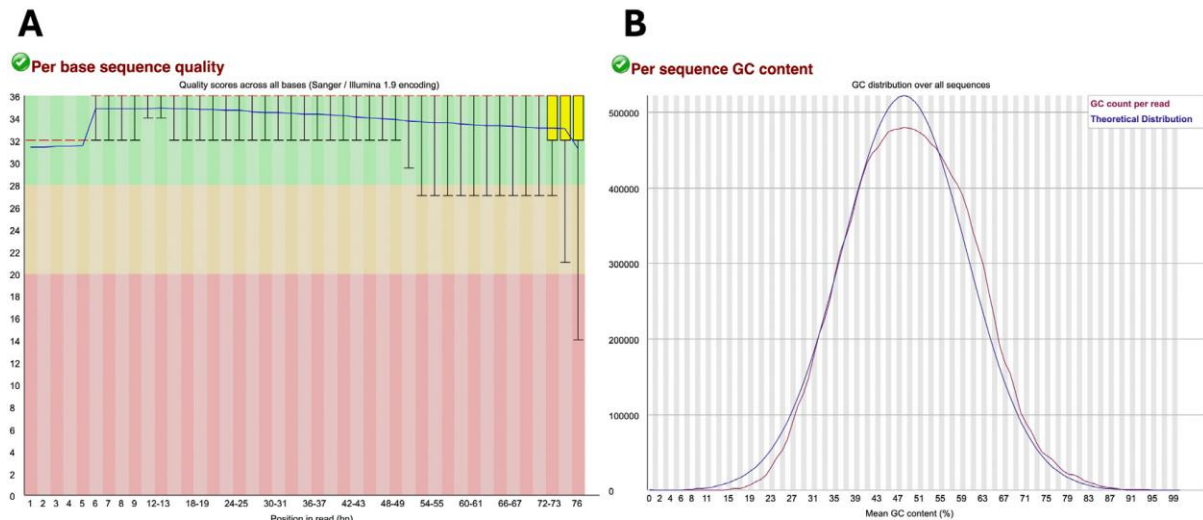 A
Per base sequence quality
Quality scores across all bases (Sanger / Illumina 1.9 encoding)
36
34
32
30
28
26
24
22
20
18
16
14
12
10
8
6
4
2
0
1 2 3 4 5 6 7 8 9 12-13 18-19 24-25 30-31 36-37 42-43 48-49 54-55 60-61 66-67 72-73 76
Position in read (bp)
B
Per sequence GC content
GC distribution over all sequences
GC count per read
Theoretical Distribution
500000
400000
300000
200000
100000
0
0 2 4 6 8 11 15 19 23 27 31 35 39 43 47 51 55 59 63 67 71 75 79 83 87 91 95 99
Mean GC content (%)